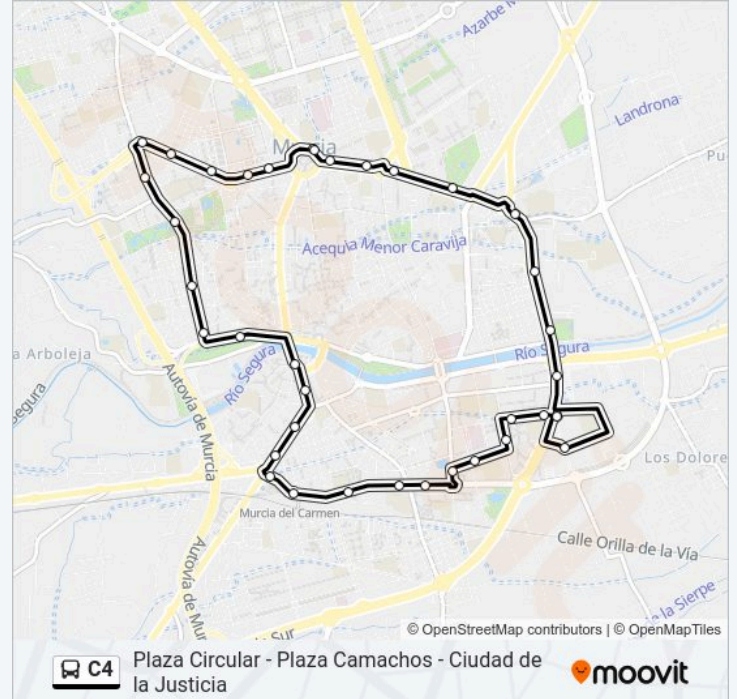 Azarbe M
Landrona
Murcia
Pu
Acequia Menor Caravija
a Arboleja
Río Segura
Río Segura
Segura
Autovía de Murcia
Los Dolore
Murcia del Carmen
Calle Orilla de la Vía
Autovía de Mur
la Sierpe
Sur
© OpenStreetMap contributors | © OpenMapTiles
C4
Plaza Circular - Plaza Camachos - Ciudad de
la Justicia
moovit